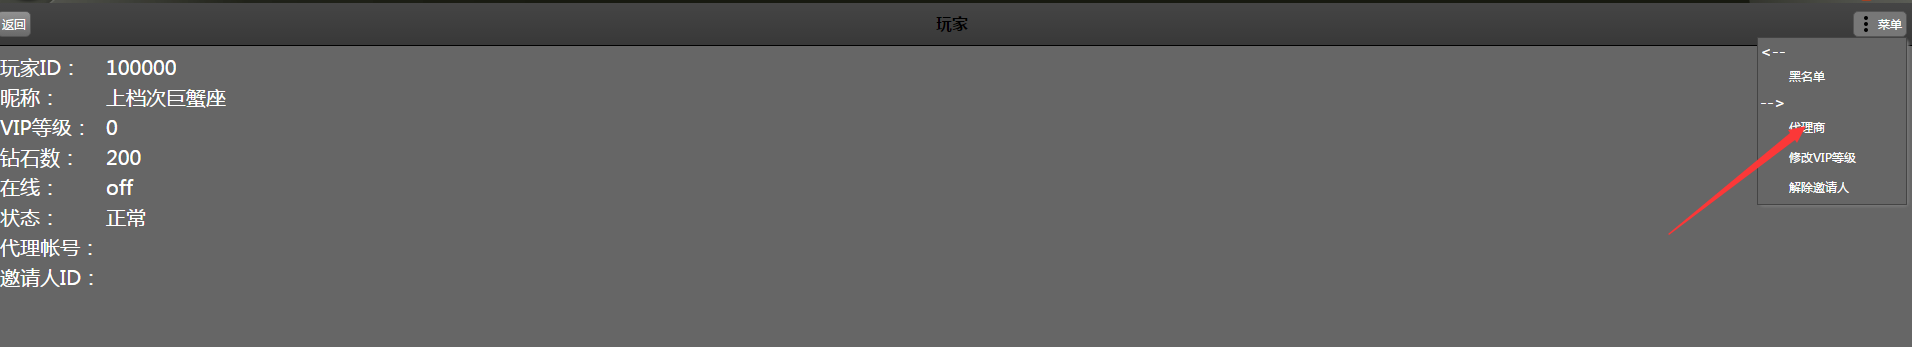 返回
玩家
菜单
玩家ID： 100000
昵称： 上档次巨蟹座
VIP等级： 0
钻石数： 200
在线： off
状态： 正常
代理帐号：
邀请人ID：
<--
黑名单
-->
代理商
修改VIP等级
解除邀请人